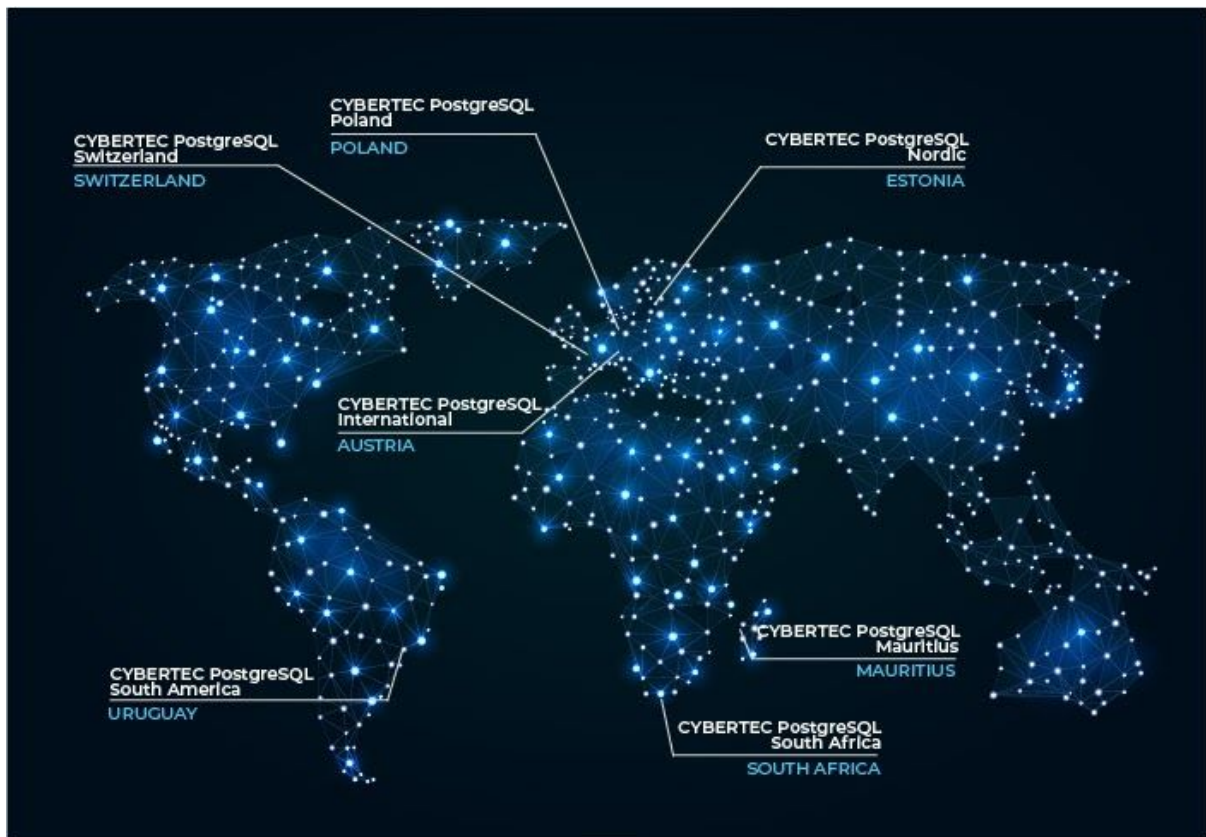 CYBERTEC PostgreSQL
Poland
POLAND
CYBERTEC PostgreSQL
Switzerland
SWITZERLAND
CYBERTEC PostgreSQL
Nordic
ESTONIA
CYBERTEC PostgreSQL
International
AUSTRIA
CYBERTEC PostgreSQL
Mauritius
MAURITIUS
CYBERTEC PostgreSQL
South America
URUGUAY
CYBERTEC PostgreSQL
South Africa
SOUTH AFRICA